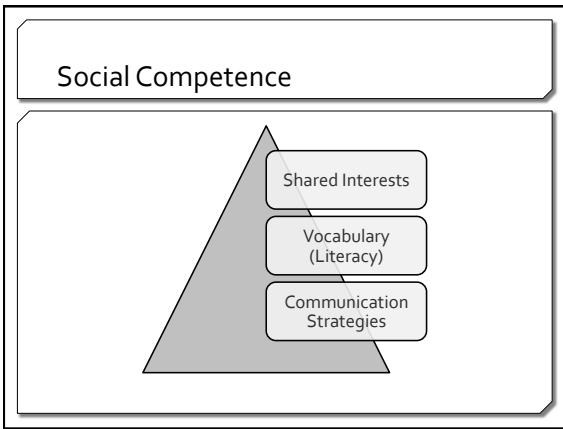 Social Competence
Shared Interests
Vocabulary
(Literacy)
Communication
Strategies